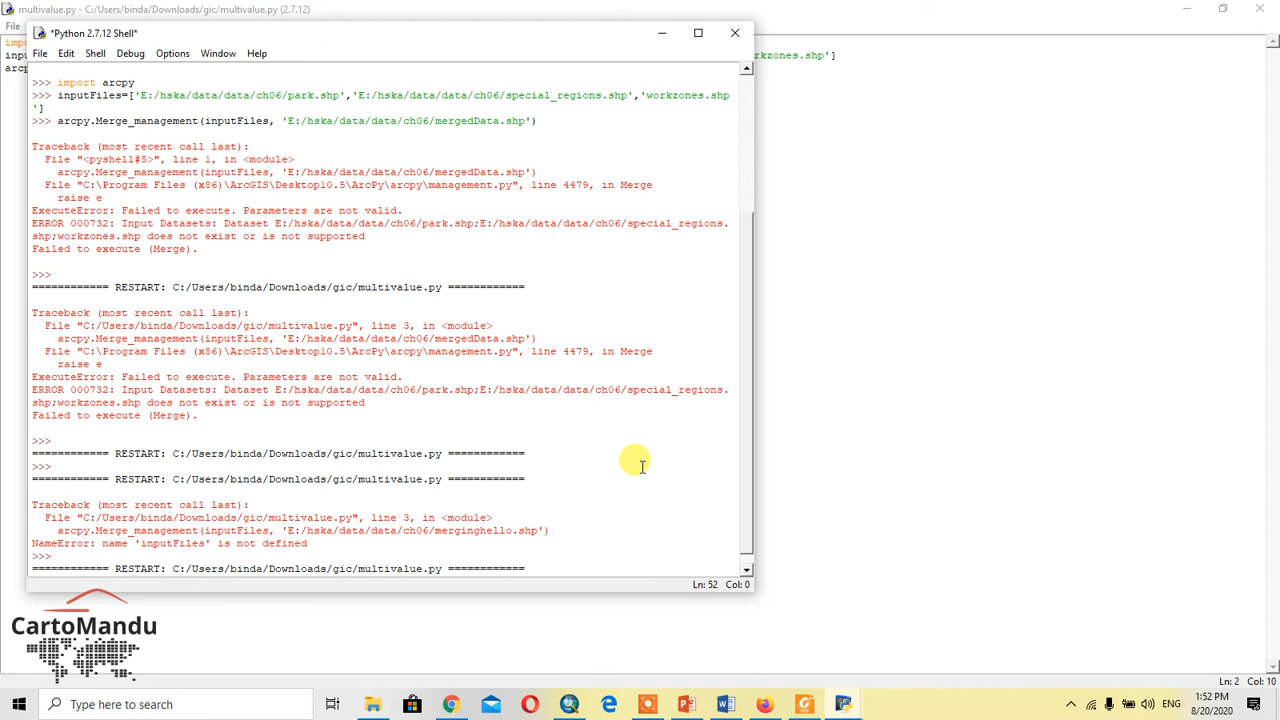 multivalue.py - C:/Users/binda/Downloads/gic/multivalue.py (2.7.12)
File
*Python 2.7.12 Shell*
File Edit Shell Debug Options Window Help
>>> import arcpy
>>> inputFiles=['E:/hska/data/data/ch06/park.shp','E:/hska/data/data/ch06/special_regions.shp','workzones.shp
']
>>> arcpy.Merge_management(inputFiles, 'E:/hska/data/data/ch06/mergedData.shp')
Traceback (most recent call last):
File "<pyshell#5>", line 1, in <module>
arcpy.Merge_management(inputFiles, 'E:/hska/data/data/ch06/mergedData.shp')
File "C:\Program Files (x86)\ArcGIS\Desktop10.5\ArcPy\arcpy\management.py", line 4479, in Merge
raise e
ExecuteError: Failed to execute. Parameters are not valid.
ERROR 000732: Input Datasets: Dataset E:/hska/data/data/ch06/park.shp;E:/hska/data/data/ch06/special_regions.
shp;workzones.shp does not exist or is not supported
Failed to execute (Merge).
>>>
============ RESTART: C:/Users/binda/Downloads/gic/multivalue.py ============
Traceback (most recent call last):
File "C:/Users/binda/Downloads/gic/multivalue.py", line 3, in <module>
arcpy.Merge_management(inputFiles, 'E:/hska/data/data/ch06/mergedData.shp')
File "C:\Program Files (x86)\ArcGIS\Desktop10.5\ArcPy\arcpy\management.py", line 4479, in Merge
raise e
ExecuteError: Failed to execute. Parameters are not valid.
ERROR 000732: Input Datasets: Dataset E:/hska/data/data/ch06/park.shp;E:/hska/data/data/ch06/special_regions.
shp;workzones.shp does not exist or is not supported
Failed to execute (Merge).
>>>
============ RESTART: C:/Users/binda/Downloads/gic/multivalue.py ============
>>>
============ RESTART: C:/Users/binda/Downloads/gic/multivalue.py ============
Traceback (most recent call last):
File "C:/Users/binda/Downloads/gic/multivalue.py", line 3, in <module>
arcpy.Merge_management(inputFiles, 'E:/hska/data/data/ch06/merginghello.shp')
NameError: name 'inputFiles' is not defined
>>>
============ RESTART: C:/Users/binda/Downloads/gic/multivalue.py ============
Ln: 52 Col: 0
rkzones.shp']
CartoMandu
Ln: 2 Col: 10
Type here to search
ENG
1:52 PM
8/20/2020